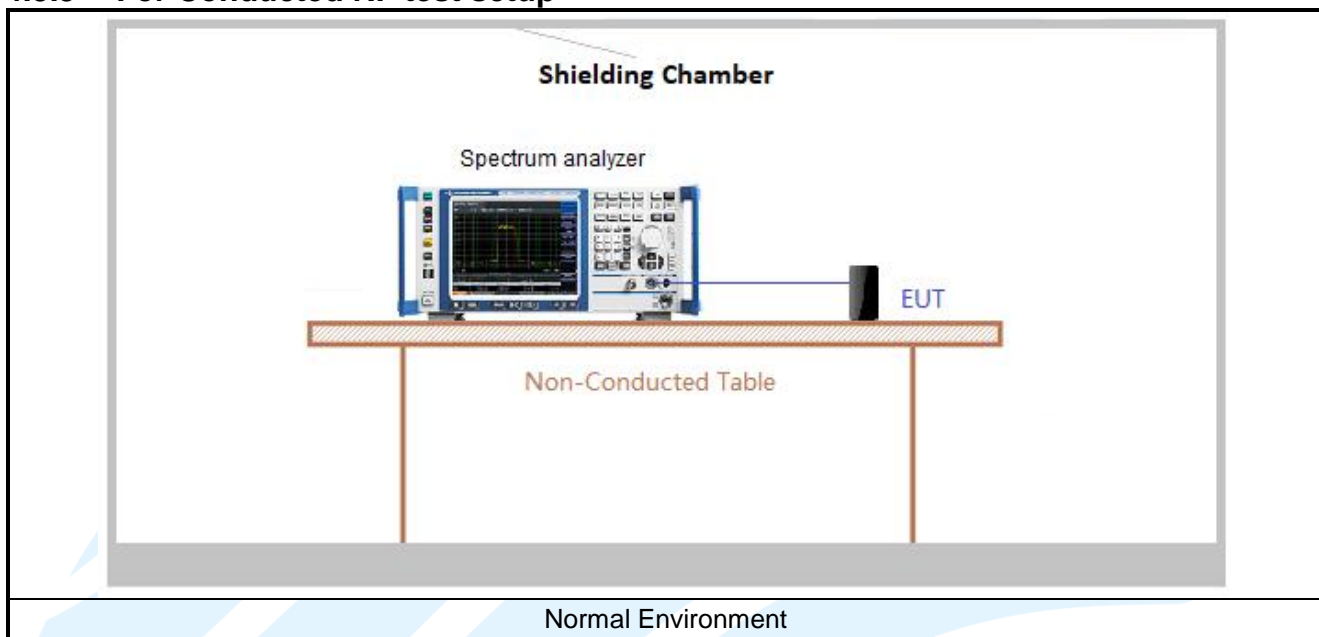 Shielding Chamber
Spectrum analyzer
EUT
Non-Conducted Table
Normal Environment